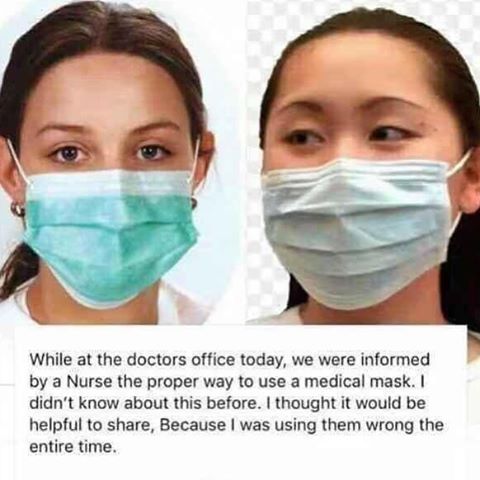 While at the doctors office today, we were informed
by a Nurse the proper way to use a medical mask. I
didn't know about this before. I thought it would be
helpful to share, Because I was using them wrong the
entire time.